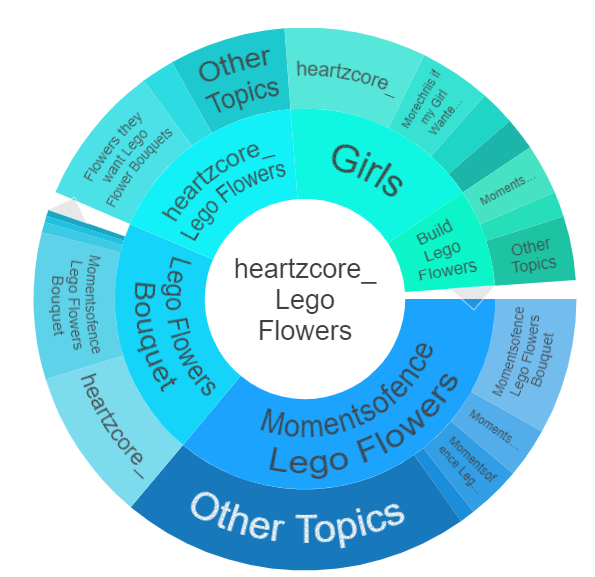 heartzcore_
Lego
Flowers
Girls
heartzcore_
Morechriis if
my Girl
Wante...
Build
Lego
Flowers
Moments...
Other
Topics
Momentsofence
Lego Flowers
Momentsofence
Lego Flowers
Bouquet
Moments...
Momentsof
ence Leg...
Other Topics
Lego Flowers
Bouquet
heartzcore_
Momentsofence
Lego Flowers
Bouquet
heartzcore_
Lego Flowers
Flowers they
want Lego
Flower Bouquets
Other
Topics